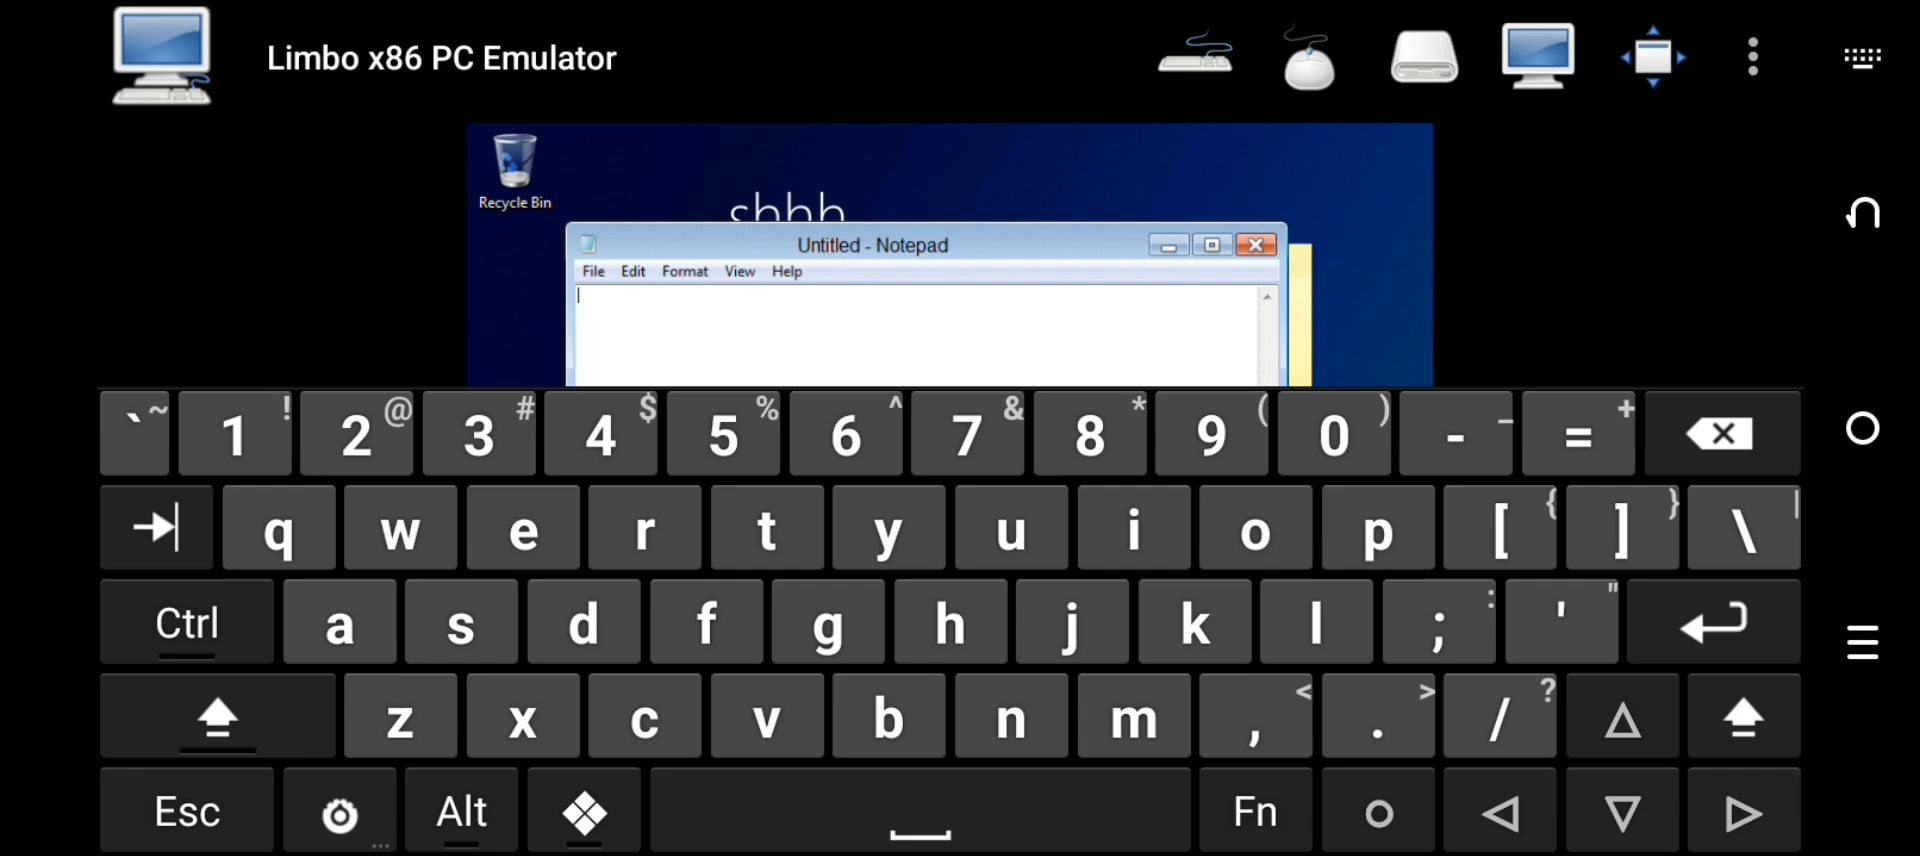 Limbo x86 PC Emulator
Recycle Bin
shhh
Untitled - Notepad
File Edit Format View Help
` ~ 1 ! 2 @ 3 # 4 $ 5 % 6 ^ 7 & 8 * 9 ( 0 ) - _ = +
q w e r t y u i o p [ { ] } \ |
Ctrl a s d f g h j k l ; : ' "
z x c v b n m , < . > / ?
Esc ... Alt Fn